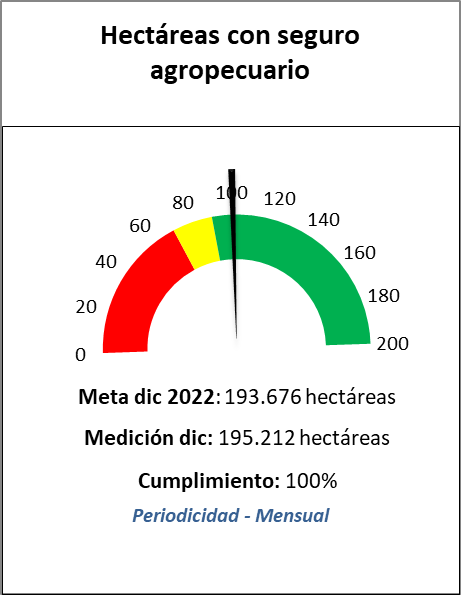 Hectáreas con seguro
agropecuario
0
20
40
60
80
100
120
140
160
180
200
Meta dic 2022: 193.676 hectáreas
Medición dic: 195.212 hectáreas
Cumplimiento: 100%
Periodicidad - Mensual